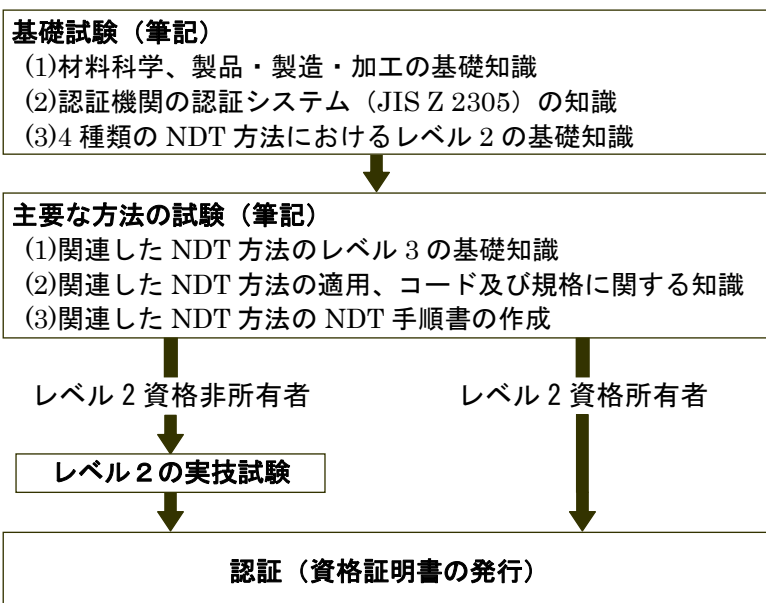 基礎試験（筆記）
(1)材料科学、製品・製造・加工の基礎知識
(2)認証機関の認証システム（JIS Z 2305）の知識
(3)4 種類の NDT 方法におけるレベル 2 の基礎知識
主要な方法の試験（筆記）
(1)関連した NDT 方法のレベル 3 の基礎知識
(2)関連した NDT 方法の適用、コード及び規格に関する知識
(3)関連した NDT 方法の NDT 手順書の作成
レベル 2 資格非所有者
レベル 2 資格所有者
レベル２の実技試験
認証（資格証明書の発行）